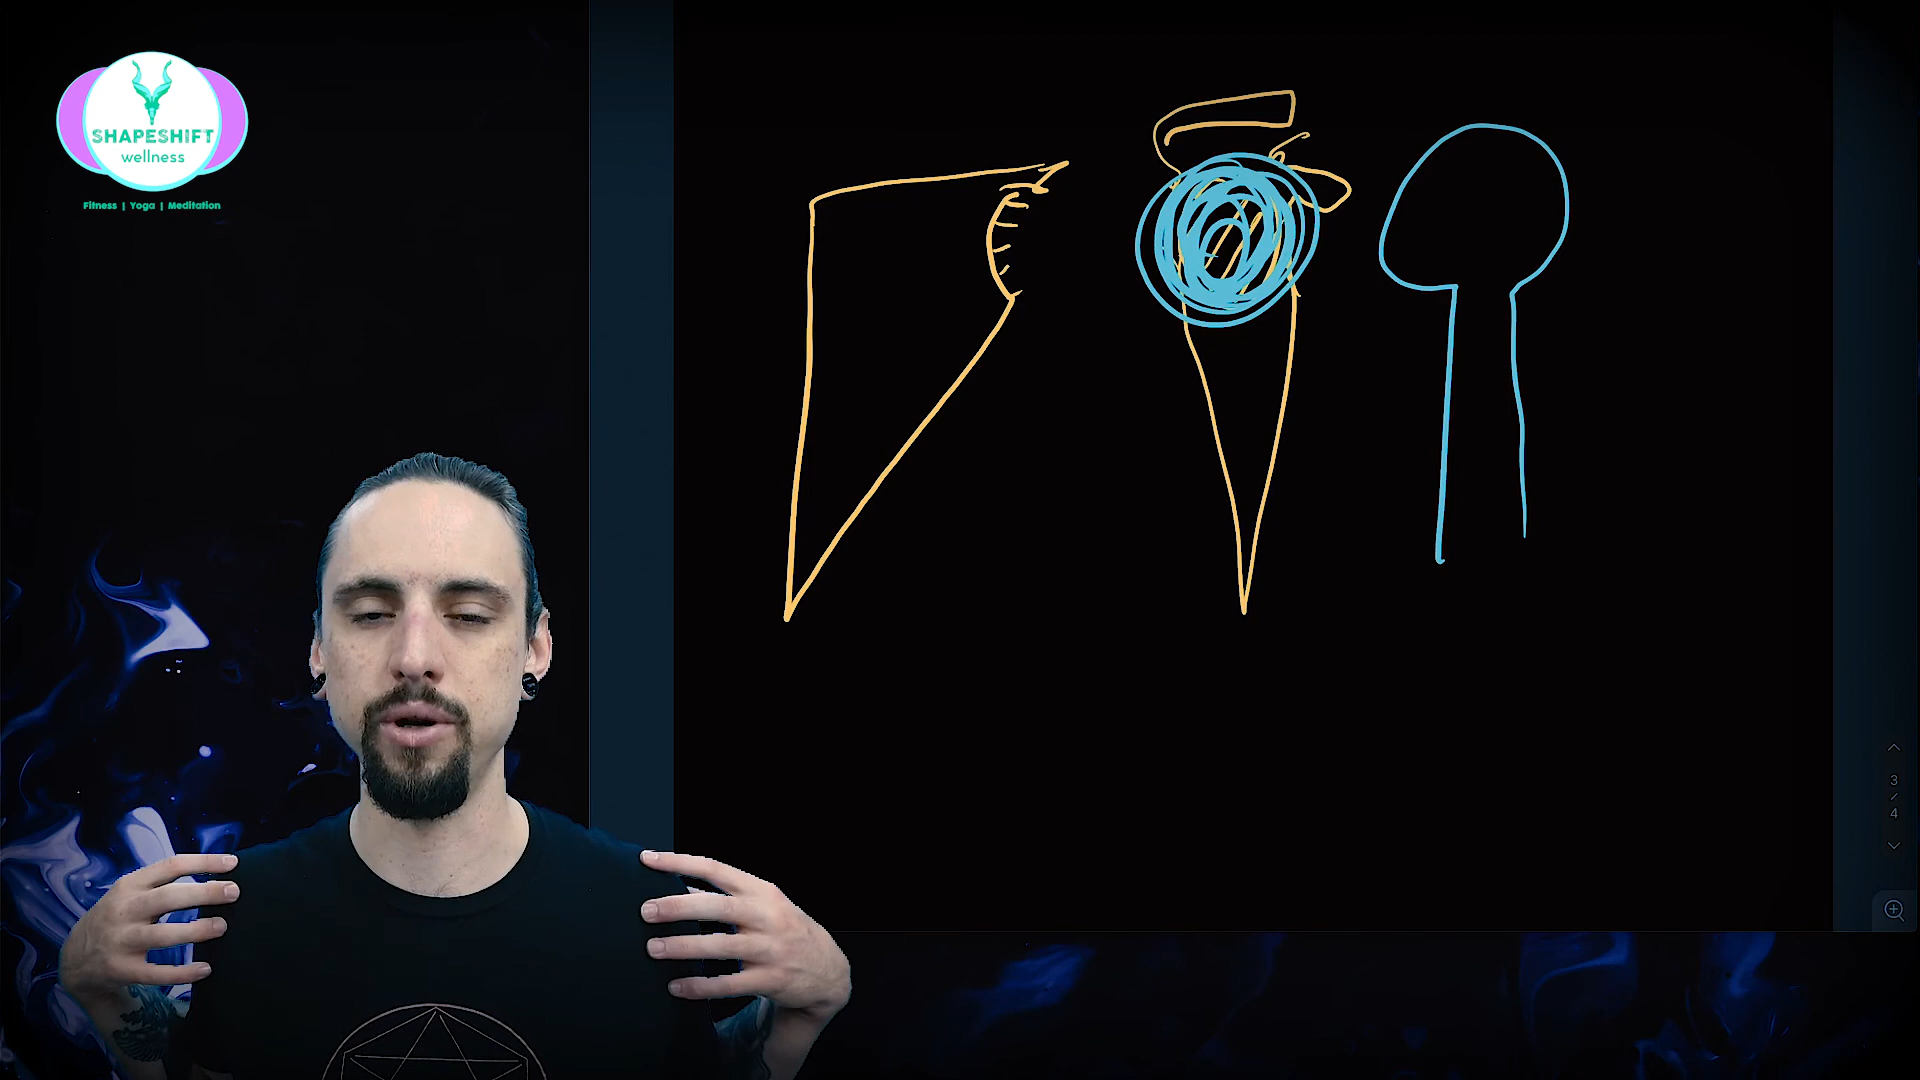 SHAPESHIFT
wellness
Fitness | Yoga | Meditation
3
/
4